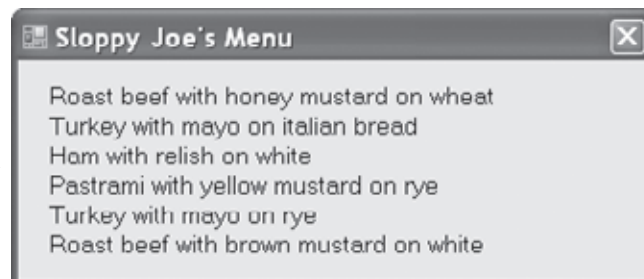 Sloppy Joe's Menu
Roast beef with honey mustard on wheat
Turkey with mayo on italian bread
Ham with relish on white
Pastrami with yellow mustard on rye
Turkey with mayo on rye
Roast beef with brown mustard on white